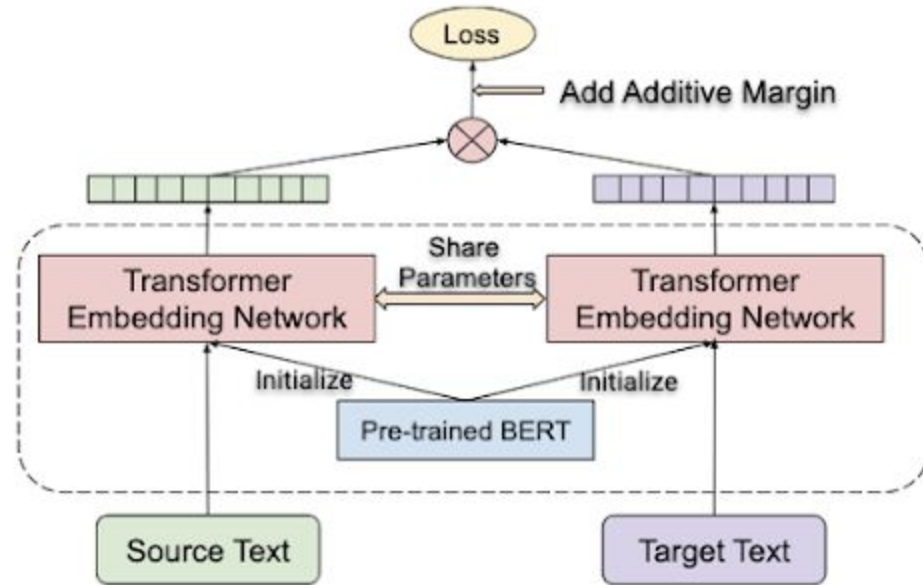 Loss
Add Additive Margin
Share
Parameters
Transformer
Embedding Network
Transformer
Embedding Network
Initialize
Initialize
Pre-trained BERT
Source Text
Target Text